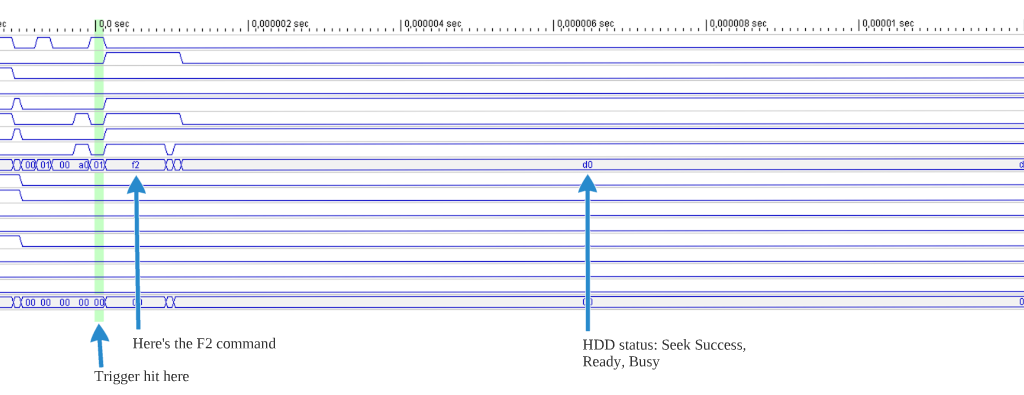 ec 0,0 sec 0,000002 sec 0,000004 sec 0,000006 sec 0,000008 sec 0,00001 sec
00 01 00 a0 01 f2 d0
00 00 00 00 00
Here's the F2 command
HDD status: Seek Success,
Ready, Busy
Trigger hit here